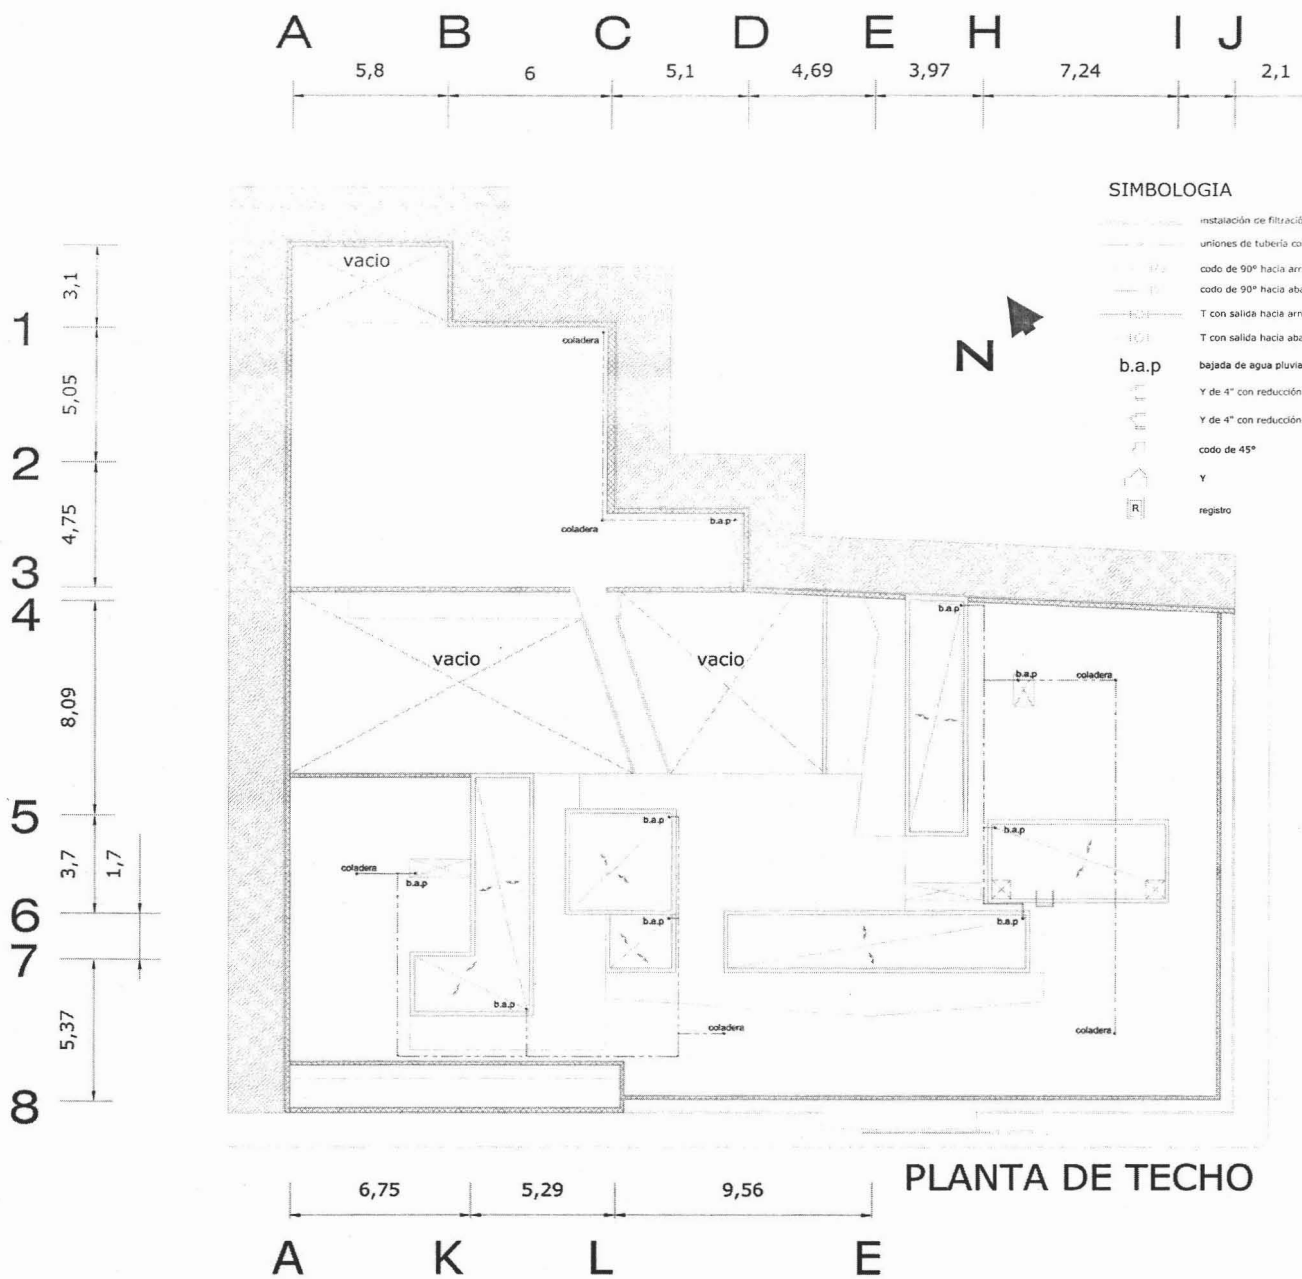 A B C D E H I J
5,8 6 5,1 4,69 3,97 7,24 2,1
SIMBOLOGIA
instalación de filtració
uniones de tubería co
codo de 90° hacia arr
codo de 90° hacia aba
T con salida hacia arr
T con salida hacia aba
b.a.p bajada de agua pluvia
Y de 4" con reducción
Y de 4" con reducción
codo de 45°
Y
R registro
N
3,1
1
5,05
2
4,75
3
4
8,09
5
3,7
1,7
6
7
5,37
8
vacio
coladera
coladera
b.a.p
vacio
vacio
b.a.p
b.a.p
coladera
b.a.p
b.a.p
coladera
b.a.p
b.a.p
b.a.p
b.a.p
coladera
coladera
PLANTA DE TECHO
6,75 5,29 9,56
A K L E